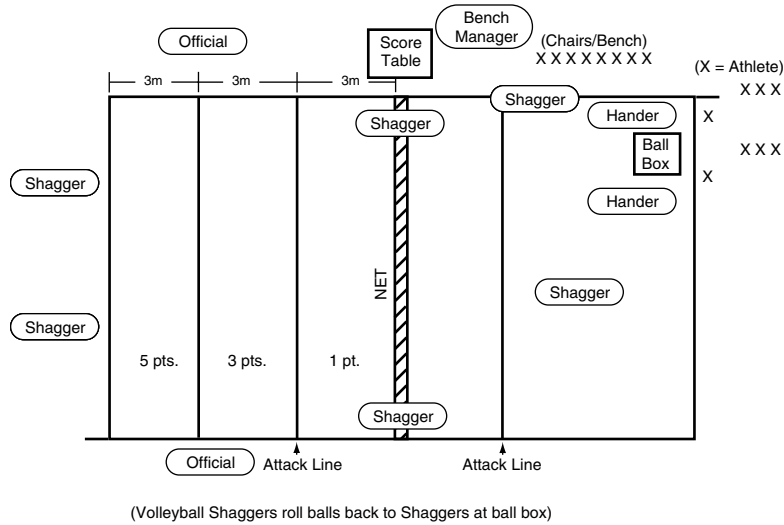 Official
Score
Table
Bench
Manager
(Chairs/Bench)
X X X X X X X X
(X = Athlete)
X X X
3m
3m
3m
Shagger
Shagger
Hander
X
Ball
Box
X X X
X
Shagger
Hander
NET
Shagger
Shagger
5 pts.
3 pts.
1 pt.
Shagger
Official
Attack Line
Attack Line
(Volleyball Shaggers roll balls back to Shaggers at ball box)